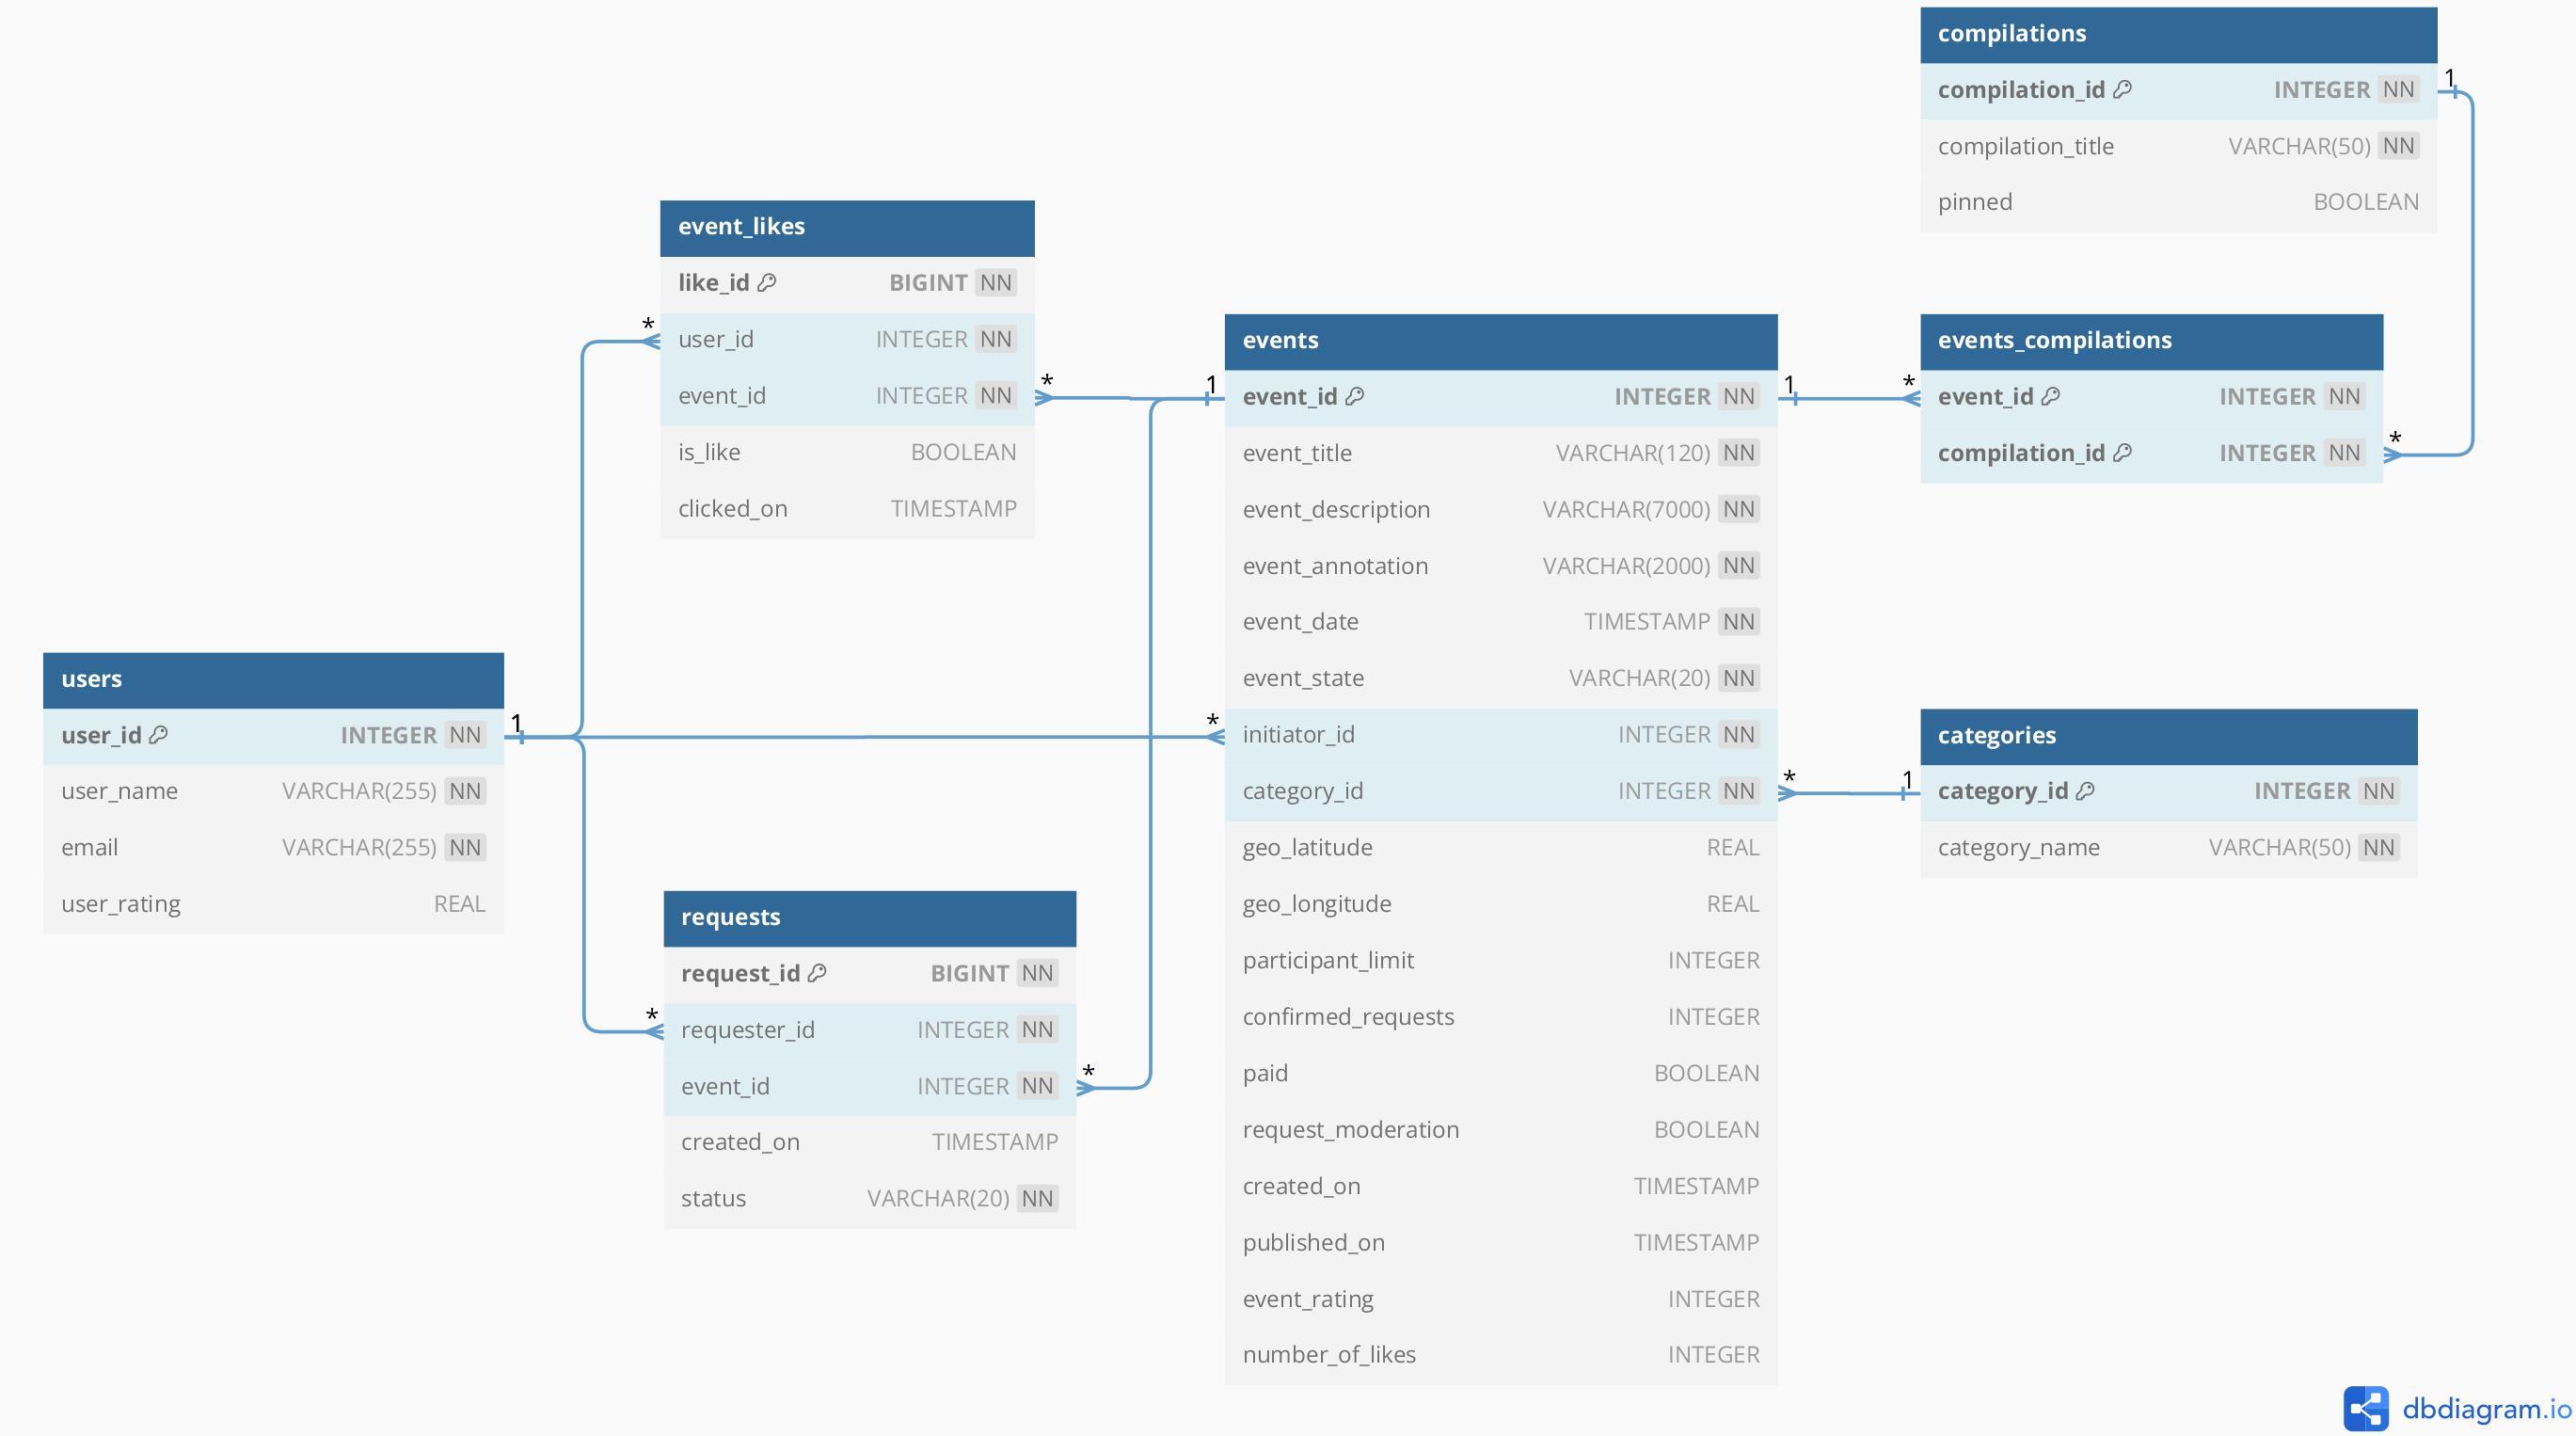 compilations
compilation_id INTEGER NN
compilation_title VARCHAR(50) NN
pinned BOOLEAN
1
event_likes
like_id BIGINT NN
user_id INTEGER NN
event_id INTEGER NN
is_like BOOLEAN
clicked_on TIMESTAMP
*
*
events
event_id INTEGER NN
event_title VARCHAR(120) NN
event_description VARCHAR(7000) NN
event_annotation VARCHAR(2000) NN
event_date TIMESTAMP NN
event_state VARCHAR(20) NN
initiator_id INTEGER NN
category_id INTEGER NN
geo_latitude REAL
geo_longitude REAL
participant_limit INTEGER
confirmed_requests INTEGER
paid BOOLEAN
request_moderation BOOLEAN
created_on TIMESTAMP
published_on TIMESTAMP
event_rating INTEGER
number_of_likes INTEGER
1
1
*
*
events_compilations
event_id INTEGER NN
compilation_id INTEGER NN
*
*
users
user_id INTEGER NN
user_name VARCHAR(255) NN
email VARCHAR(255) NN
user_rating REAL
1
categories
category_id INTEGER NN
category_name VARCHAR(50) NN
1
requests
request_id BIGINT NN
requester_id INTEGER NN
event_id INTEGER NN
created_on TIMESTAMP
status VARCHAR(20) NN
*
*
dbdiagram.io